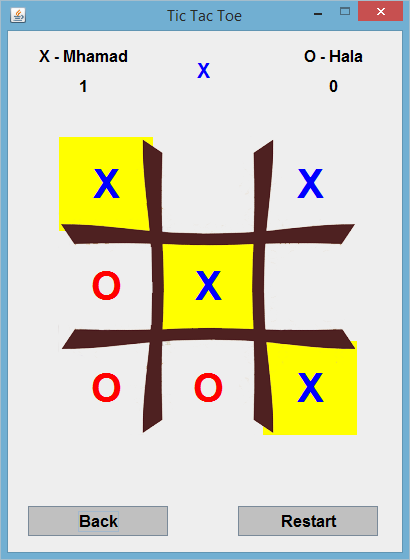 Tic Tac Toe
X - Mhamad
X
O - Hala
1
0
X
X
O
X
O
O
X
Back
Restart